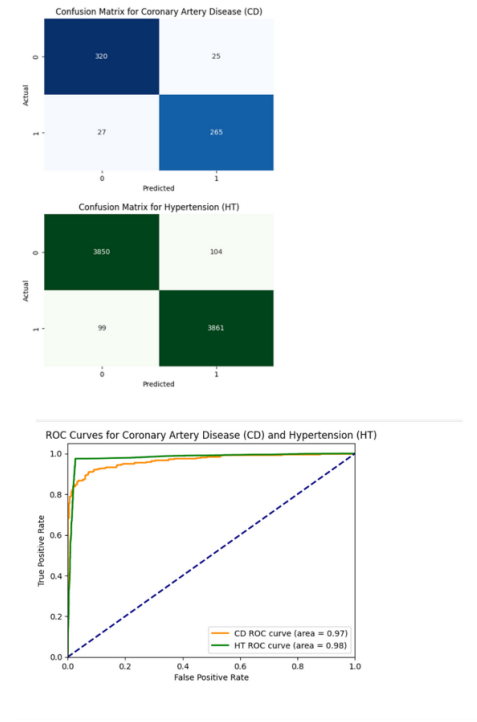 Confusion Matrix for Coronary Artery Disease (CD)
0
320
25
Actual
1
27
265
0
1
Predicted
Confusion Matrix for Hypertension (HT)
0
3850
104
Actual
1
99
3861
0
1
Predicted
ROC Curves for Coronary Artery Disease (CD) and Hypertension (HT)
1.0
0.8
0.6
0.4
0.2
0.0
True Positive Rate
CD ROC curve (area = 0.97)
HT ROC curve (area = 0.98)
0.0
0.2
0.4
0.6
0.8
1.0
False Positive Rate